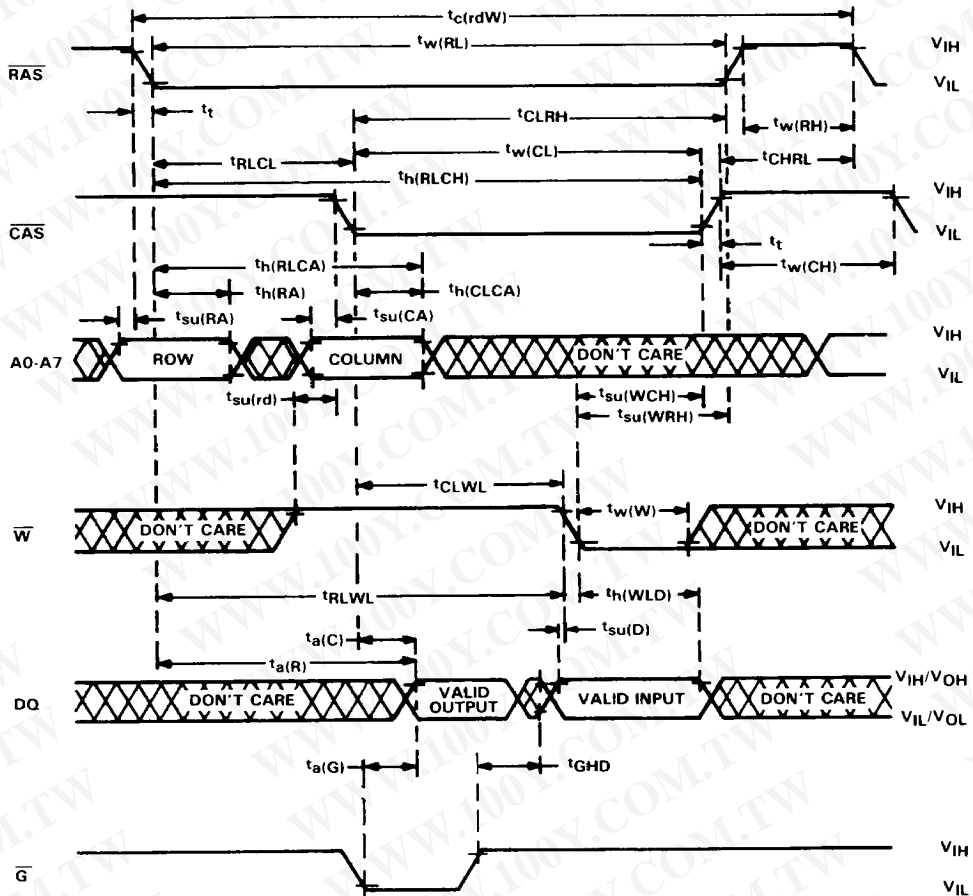 tc(rdW)
tw(RL)
VIH
RAS
VIL
tt
tCLRH
tw(RH)
tRLCL
tw(CL)
tCHRL
th(RLCH)
VIH
CAS
VIL
tt
th(RLCA)
tw(CH)
th(RA)
th(CLCA)
tsu(RA)
tsu(CA)
VIH
A0-A7
ROW
COLUMN
DON'T CARE
VIL
tsu(rd)
tsu(WCH)
tsu(WRH)
tCLWL
tw(W)
VIH
W
DON'T CARE
DON'T CARE
VIL
tRLWL
th(WLD)
ta(C)
tsu(D)
ta(R)
VIH/VOH
DQ
DON'T CARE
VALID OUTPUT
VALID INPUT
DON'T CARE
VIL/VOL
ta(G)
tGHD
VIH
G
VIL
WWW.100Y.COM.TW